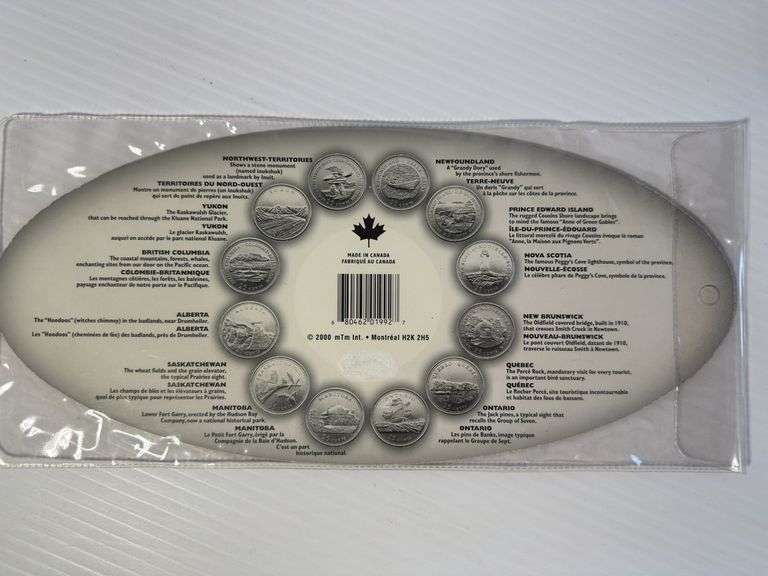 NORTHWEST-TERRITORIES
Shows a stone monument
(named inukshuk)
used as a landmark by Inuit.
TERRITOIRES DU NORD-OUEST
Montre un monument de pierres (un inukshuk)
qui sert de point de repère aux Inuit.
YUKON
The Kaskawulsh Glacier,
that can be reached through the Kluane National Park.
YUKON
Le glacier Kaskawulsh,
auquel on accède par le parc national Kluane.
BRITISH COLUMBIA
The coastal mountains, forests, whales,
enchanting sites from our door on the Pacific ocean.
COLOMBIE-BRITANNIQUE
Les montagnes côtières, les forêts, les baleines,
paysage enchanteur de notre porte sur le Pacifique.
ALBERTA
The "Hoodoos" (witches chimney) in the badlands, near Drumheller.
ALBERTA
Les "Hoodoos" (cheminées de fée) des badlands, près de Drumheller.
SASKATCHEWAN
The wheat fields and the grain elevator,
the typical Prairies sight.
SASKATCHEWAN
Les champs de blés et les élévateurs à grains,
quoi de plus typique pour représenter les Prairies.
MANITOBA
Lower Fort Garry, erected by the Hudson Bay
Company, now a national historical park.
MANITOBA
Le Petit Fort Garry, érigé par la
Compagnie de la Baie d'Hudson.
C'est un parc
historique national.
NEWFOUNDLAND
A "Grandy Dory" used
by the province's shore fishermen.
TERRE-NEUVE
Un doris "Grandy" qui sert
à la pêche sur les côtes de la province.
PRINCE EDWARD ISLAND
The rugged Cousins Shore landscape brings
to mind the famous "Anne of Green Gables".
ÎLE-DU-PRINCE-ÉDOUARD
Le littoral morcelé du rivage Cousins évoque le roman
"Anne, la Maison aux Pignons Verts".
NOVA SCOTIA
The famous Peggy's Cove lighthouse, symbol of the province.
NOUVELLE-ÉCOSSE
Le célèbre phare de Peggy's Cove, symbole de la province.
NEW BRUNSWICK
The Oldfield covered bridge, built in 1910,
that crosses Smith Creek in Newtown.
NOUVEAU-BRUNSWICK
Le pont couvert Oldfield, datant de 1910,
traverse le ruisseau Smith à Newtown.
QUEBEC
The Percé Rock, mandatory visit for every tourist,
is an important bird sanctuary.
QUÉBEC
Le Rocher Percé, site touristique incontournable
et habitat des fous de bassans.
ONTARIO
The Jack pines, a typical sight that
recalls the Group of Seven.
ONTARIO
Les pins de Banks, image typique
rappelant le Groupe de Sept.
MADE IN CANADA
FABRIQUÉ AU CANADA
6 80462 01992 7
© 2000 mTm Int. • Montréal H2K 2H5